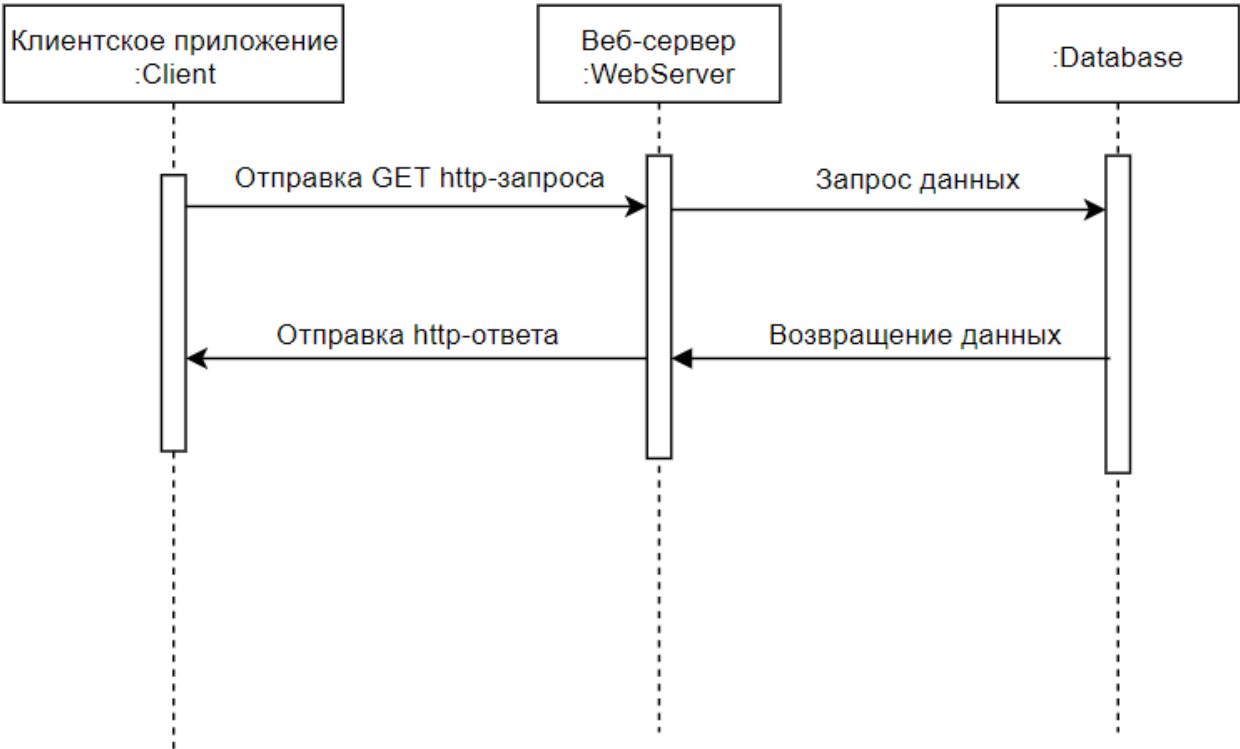 Клиентское приложение
:Client
Веб-сервер
:WebServer
:Database
Отправка GET http-запроса
Запрос данных
Отправка http-ответа
Возвращение данных